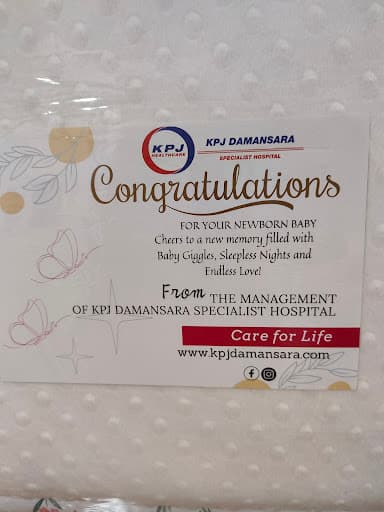 KPJ
HEALTHCARE
KPJ DAMANSARA
SPECIALIST HOSPITAL
Congratulations
FOR YOUR NEWBORN BABY
Cheers to a new memory filled with
Baby Giggles, Sleepless Nights and
Endless Love!
From THE MANAGEMENT
OF KPJ DAMANSARA SPECIALIST HOSPITAL
Care for Life
www.kpjdamansara.com